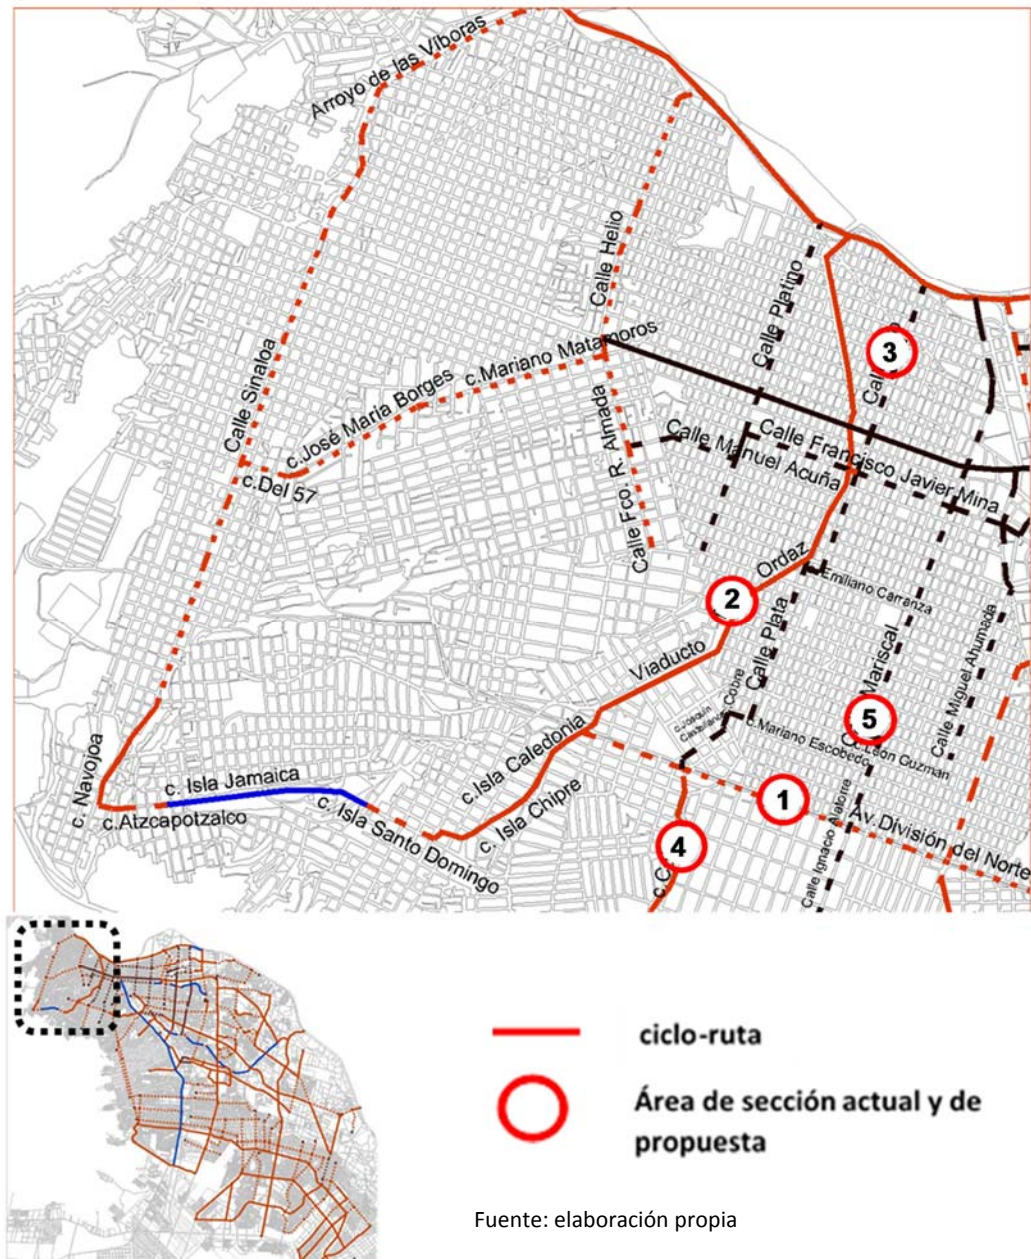 Arroyo de las Víboras
Calle Helio
Calle Platino
3
c.Mariano Matamoros
Calle Sinaloa
c.José María Borges
Calle Fco. R. Almada
Calle Manuel Acuña
Calle Francisco Javier Mina
c.Del 57
Ordaz
Emiliano Carranza
2
Viaducto
Calle Plata
Mariscal
Calle Miguel Ahumada
Cobre
c.Joaquin
c.Mariano Escobedo
5
León Guzmán
c. Navojoa
c. Isla Jamaica
c. Isla Caledonia
c.Atzcapotzalco
c. Isla Santo Domingo
c. Isla Chipre
1
Av. División del Norte
4
Calle Ignacio Alatorre
ciclo-ruta
Área de sección actual y de
propuesta
Fuente: elaboración propia